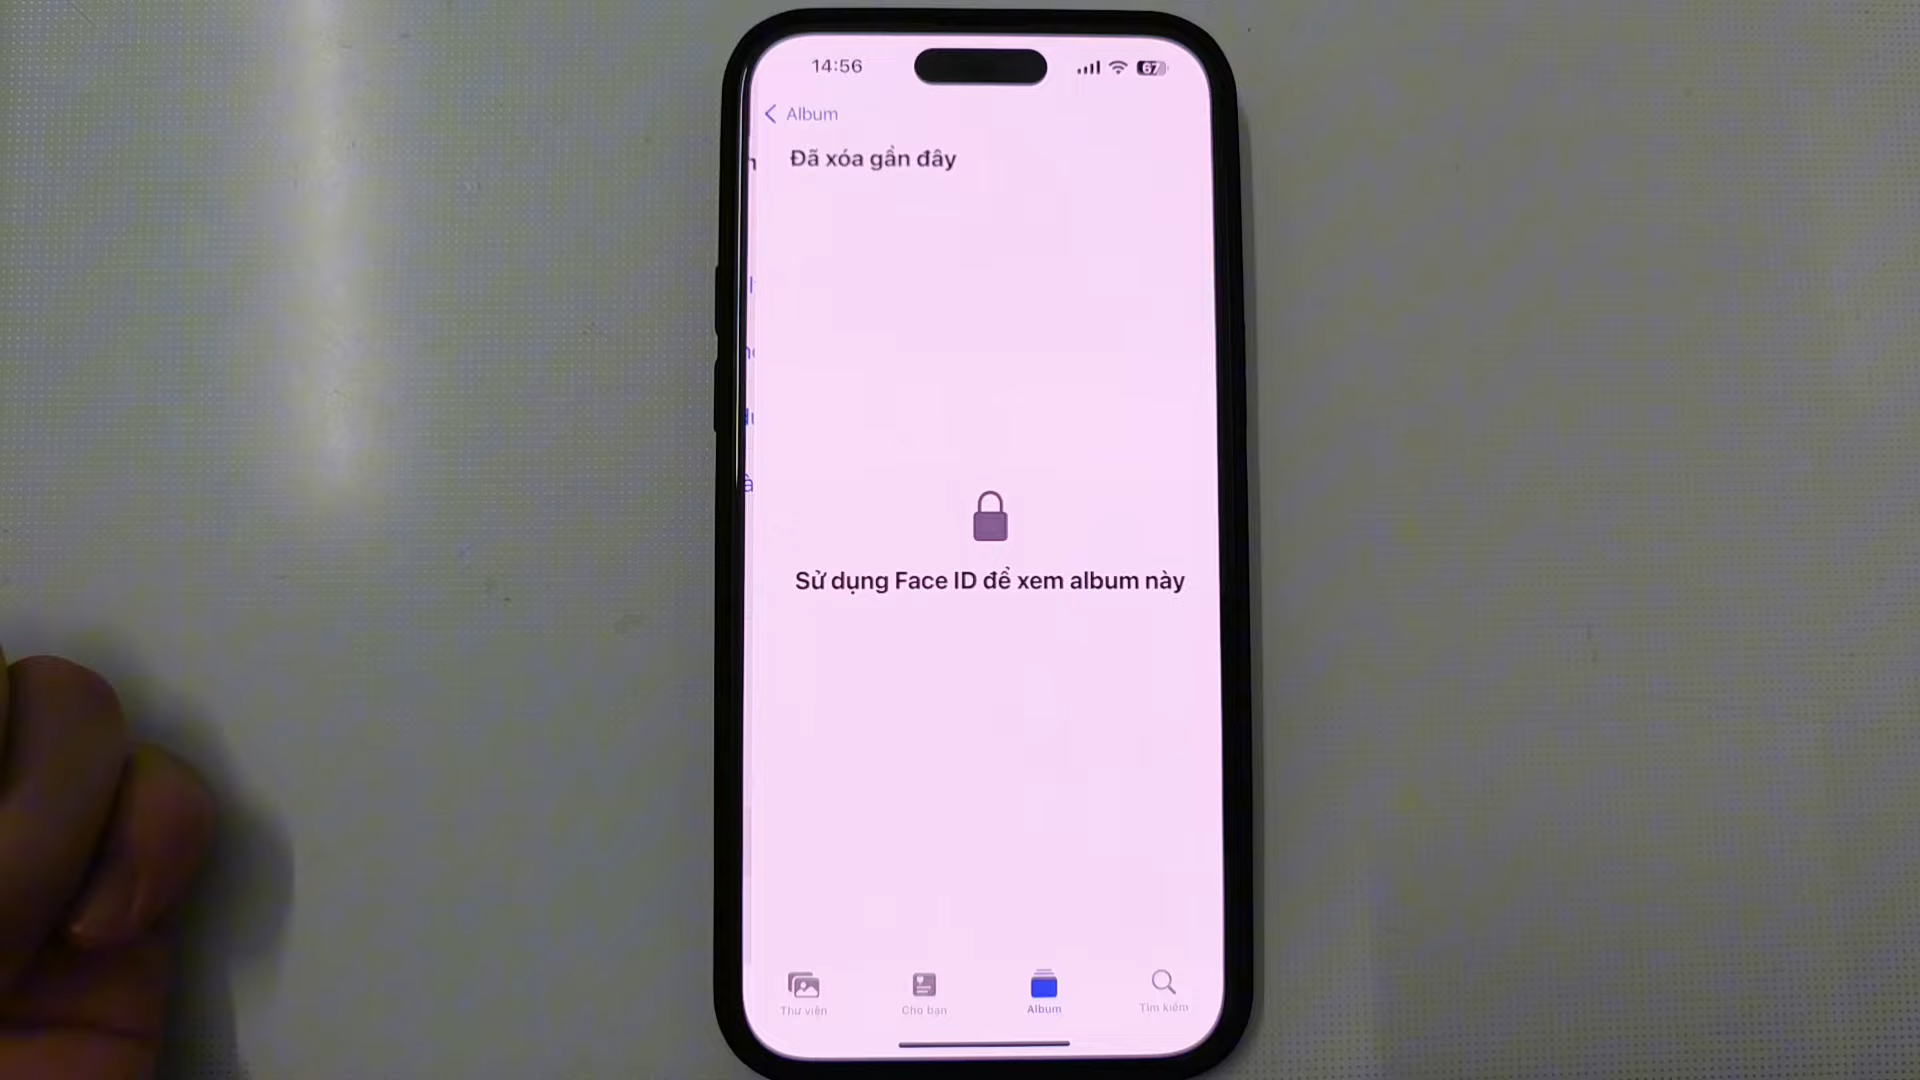 14:56
67
Album
Đã xóa gần đây
Sử dụng Face ID để xem album này
Thư viện
Cho bạn
Album
Tìm kiếm